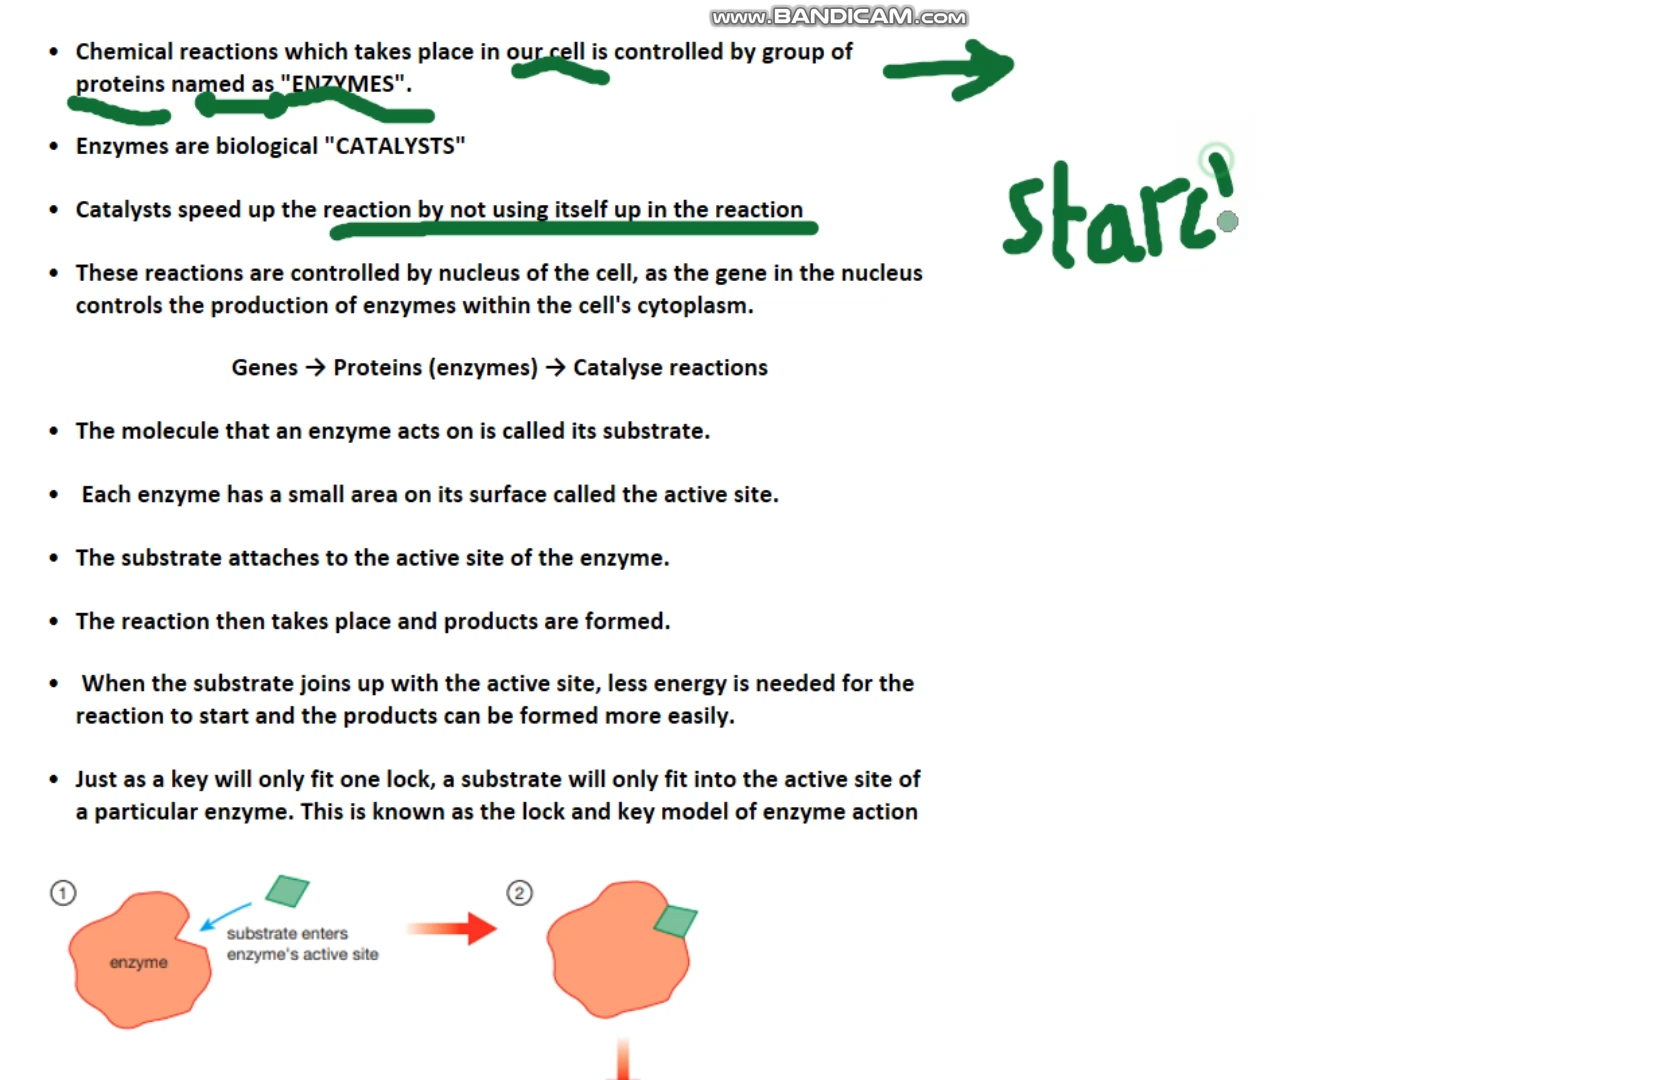 www.BANDICAM.com
• Chemical reactions which takes place in our cell is controlled by group of
proteins named as "ENZYMES".
• Enzymes are biological "CATALYSTS"
• Catalysts speed up the reaction by not using itself up in the reaction
• These reactions are controlled by nucleus of the cell, as the gene in the nucleus
controls the production of enzymes within the cell's cytoplasm.
Genes → Proteins (enzymes) → Catalyse reactions
• The molecule that an enzyme acts on is called its substrate.
• Each enzyme has a small area on its surface called the active site.
• The substrate attaches to the active site of the enzyme.
• The reaction then takes place and products are formed.
• When the substrate joins up with the active site, less energy is needed for the
reaction to start and the products can be formed more easily.
• Just as a key will only fit one lock, a substrate will only fit into the active site of
a particular enzyme. This is known as the lock and key model of enzyme action
1
2
substrate enters
enzyme's active site
enzyme